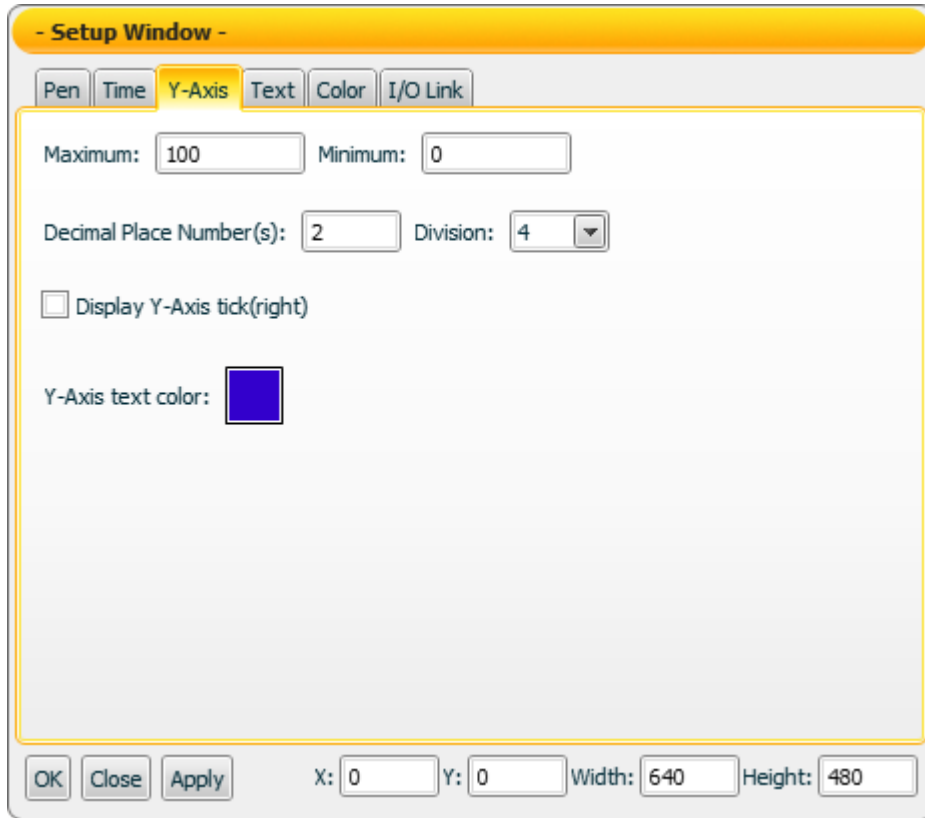 - Setup Window -
Pen Time Y-Axis Text Color I/O Link
Maximum: 100 Minimum: 0
Decimal Place Number(s): 2 Division: 4
Display Y-Axis tick(right)
Y-Axis text color:
OK Close Apply X: 0 Y: 0 Width: 640 Height: 480